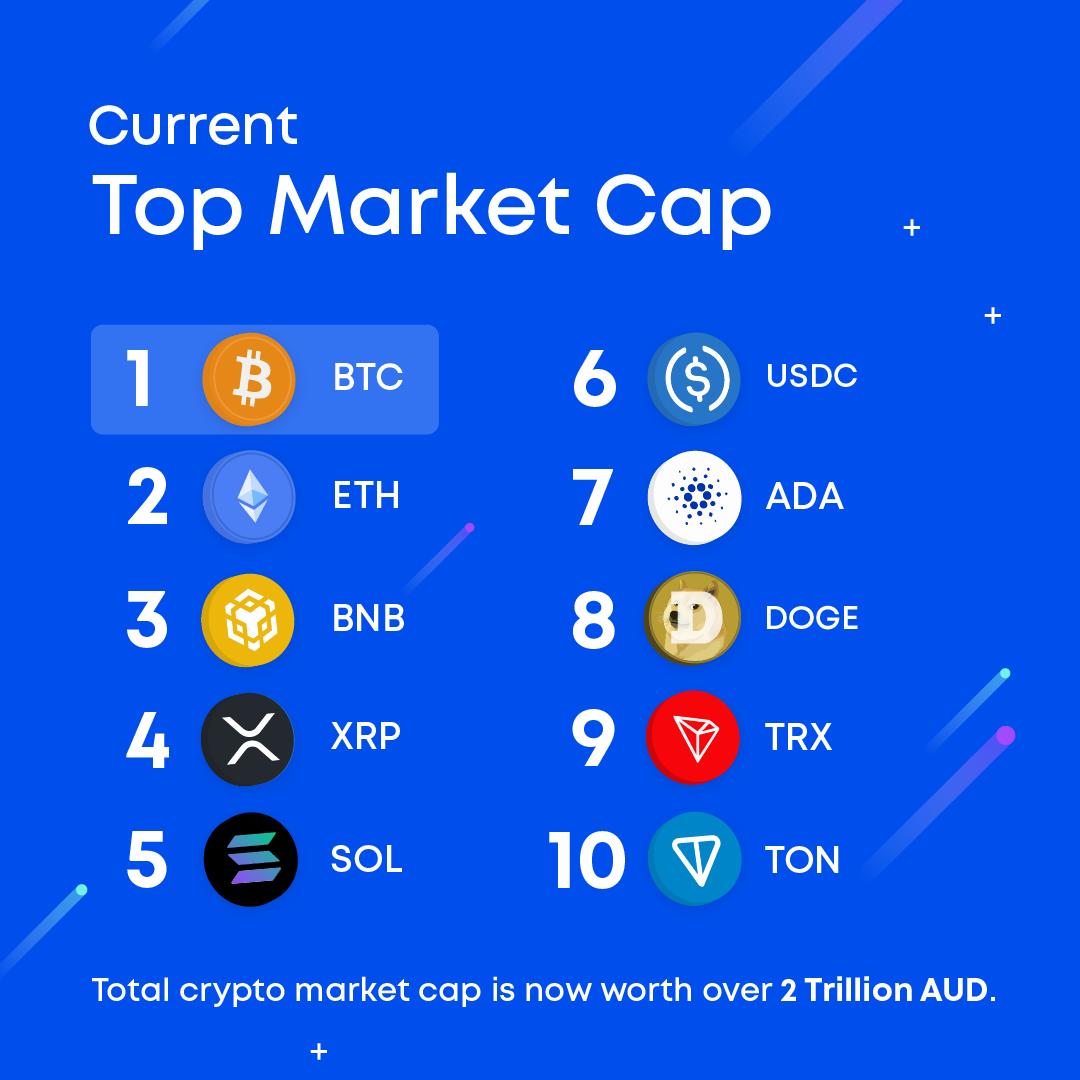 Current
Top Market Cap
1 BTC
2 ETH
3 BNB
4 XRP
5 SOL
6 USDC
7 ADA
8 DOGE
9 TRX
10 TON
Total crypto market cap is now worth over 2 Trillion AUD.